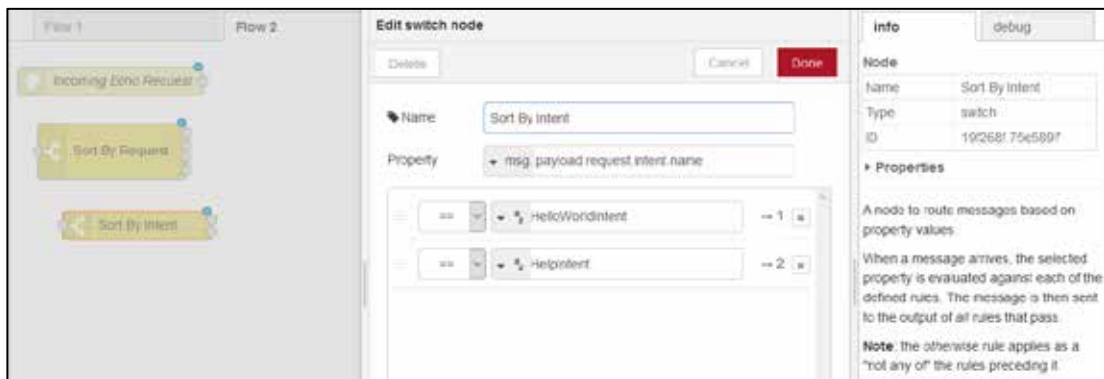 Flow 1
Flow 2
Edit switch node
info
debug
Delete
Cancel
Done
Node
Incoming Echo Request
Name
Sort By Intent
Name
Sort By Intent
Type
switch
Sort By Request
ID
Property
msg. payoad request intent name
Properties
== HelloWorldIntent → 1
A node to route messages based on
property values
Sort By Intent
== HelpIntent → 2
When a message arrives, the selected
property is evaluated against each of the
defined rules. The message is then sent
to the output of all rules that pass
Note: the otherwise rule applies as a
"not any of" the rules preceding it